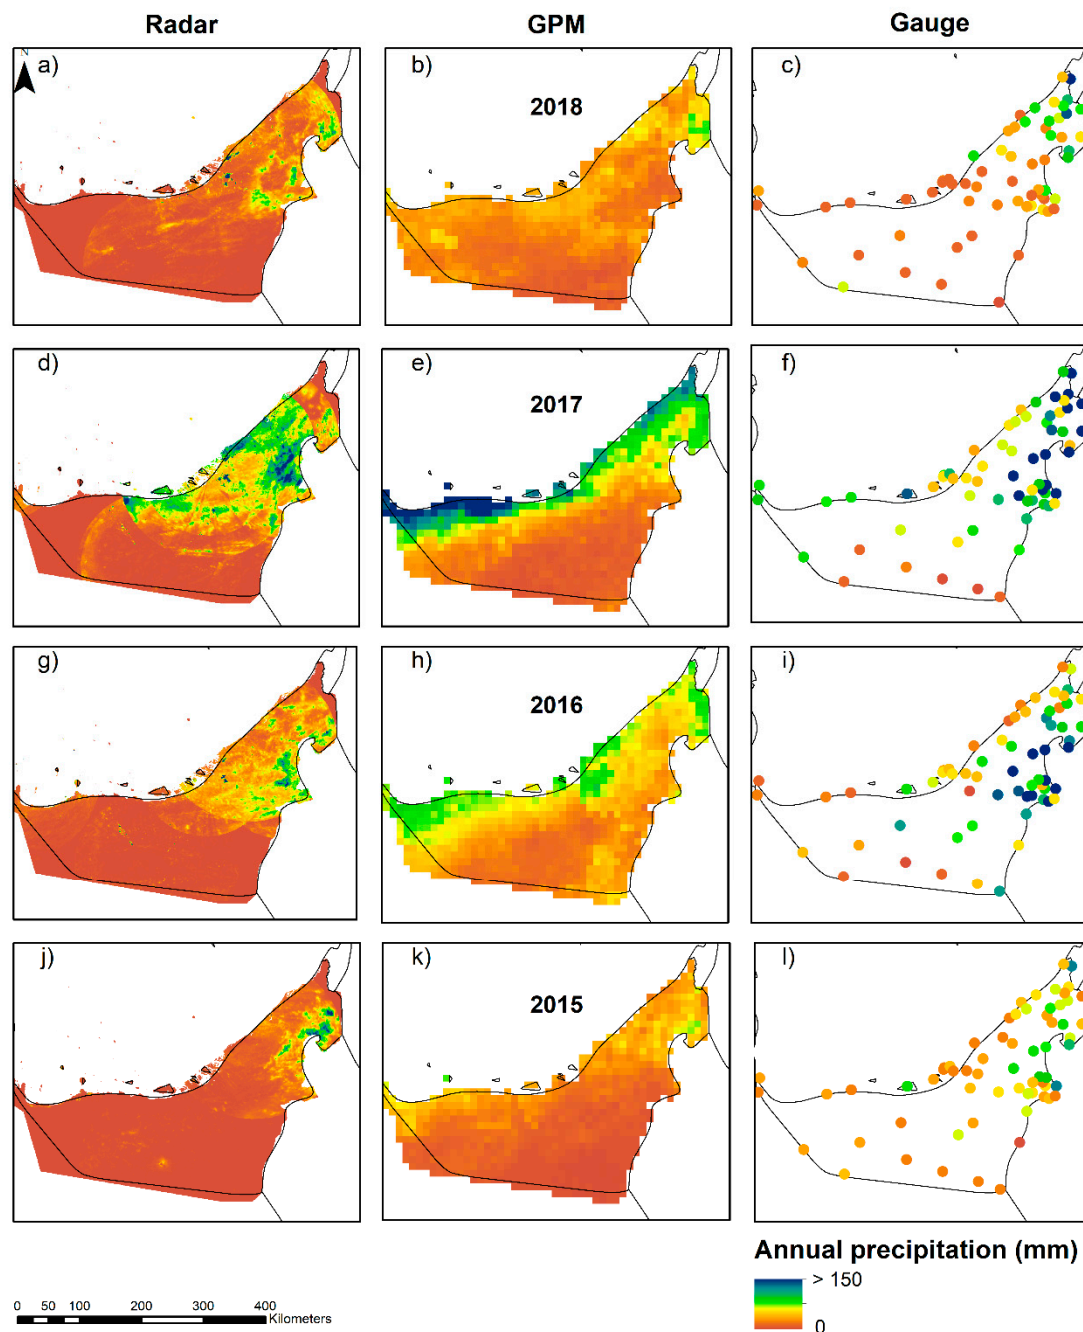 Radar GPM Gauge
N
a) b) c)
2018
d) e) f)
2017
g) h) i)
2016
j) k) l)
2015
Annual precipitation (mm)
> 150
0
0 50 100 200 300 400
Kilometers